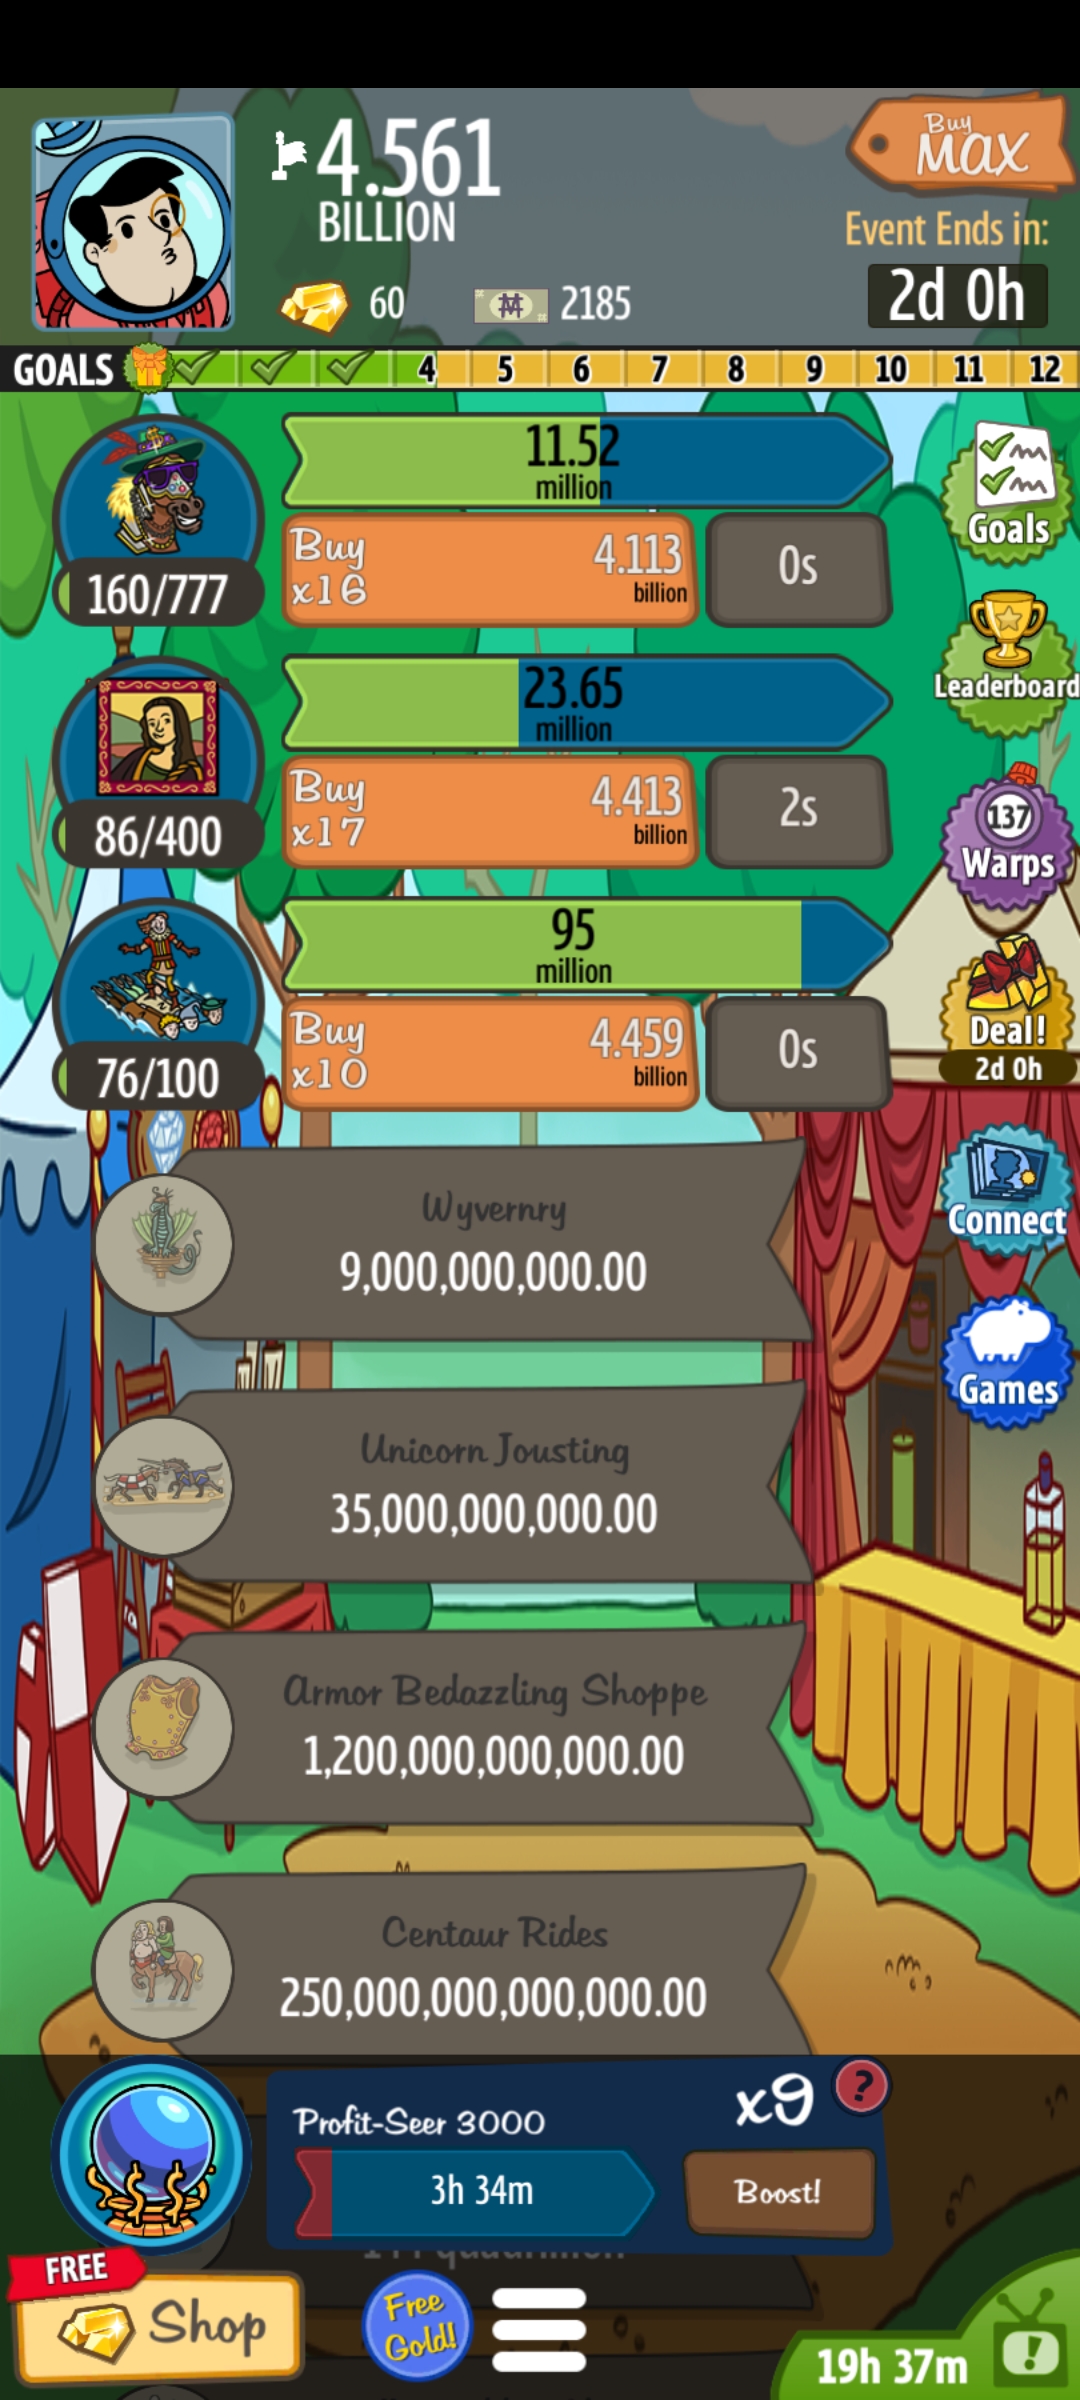 4.561
BILLION
60
2185
Buy
MAX
Event Ends in:
2d 0h
GOALS
4
5
6
7
8
9
10
11
12
11.52
million
Buy
x16
4.113
billion
0s
160/777
Goals
23.65
million
Buy
x17
4.413
billion
2s
86/400
Leaderboard
137
Warps
95
million
Buy
x10
4.459
billion
0s
76/100
Deal!
2d 0h
Wyvernry
9,000,000,000.00
Connect
Unicorn Jousting
35,000,000,000.00
Games
Armor Bedazzling Shoppe
1,200,000,000,000.00
Centaur Rides
250,000,000,000,000.00
Profit-Seer 3000
x9
?
3h 34m
Boost!
FREE
Shop
Free
Gold!
19h 37m
!